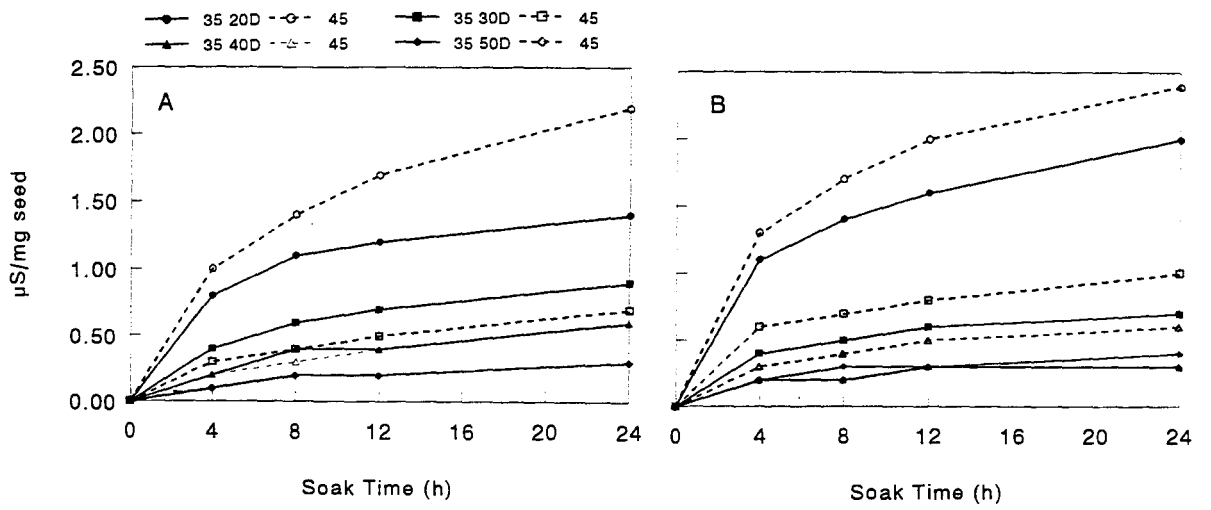 35 20D 45 35 30D 45
35 40D 45 35 50D 45
A
B
µS/mg seed
2.50
2.00
1.50
1.00
0.50
0.00
0 4 8 12 16 20 24
0 4 8 12 16 20 24
Soak Time (h)
Soak Time (h)